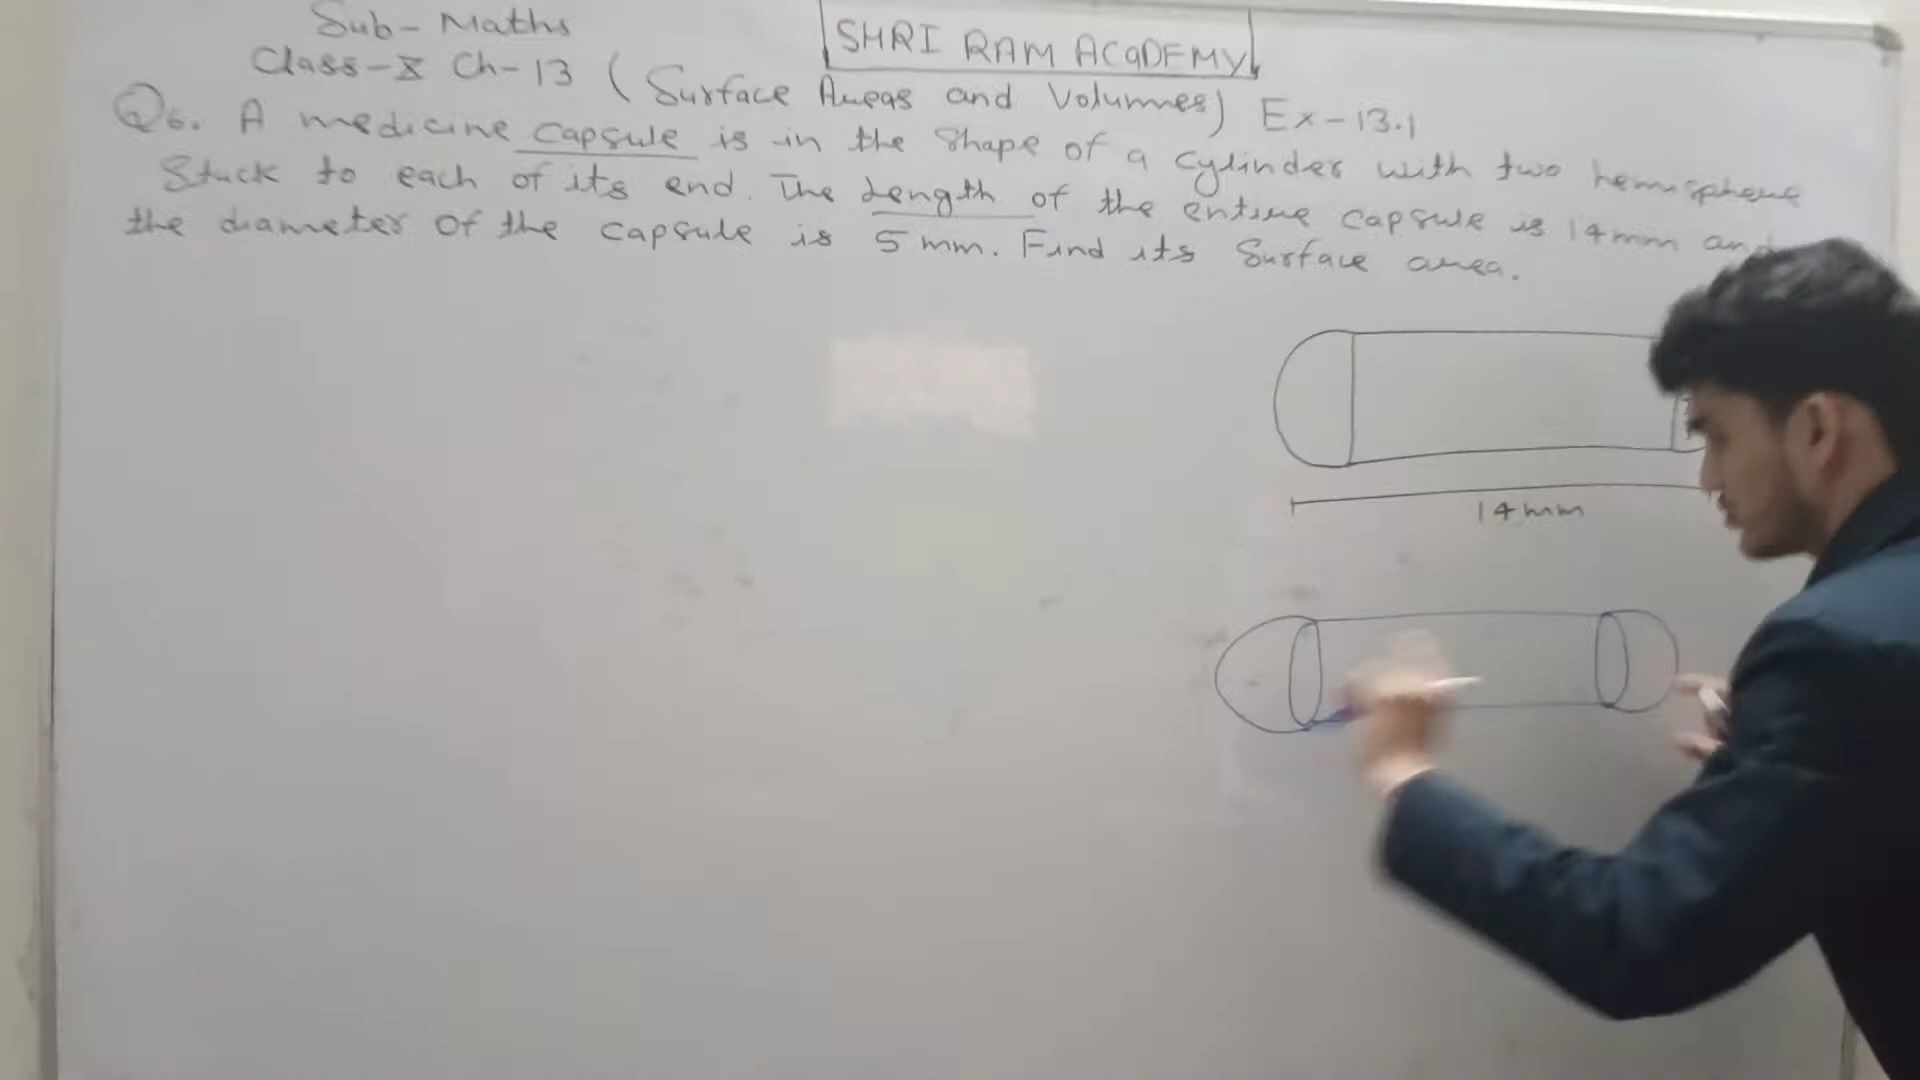 Sub- Maths
SHRI RAM ACADEMY
Class-X Ch-13 (Surface Areas and Volumes) Ex-13.1
Q6. A medicine capsule is in the shape of a cylinder with two hemisphere
Stuck to each of its end. The Length of the entire capsule is 14mm and
the diameter of the capsule is 5 mm. Find its Surface area.
14mm